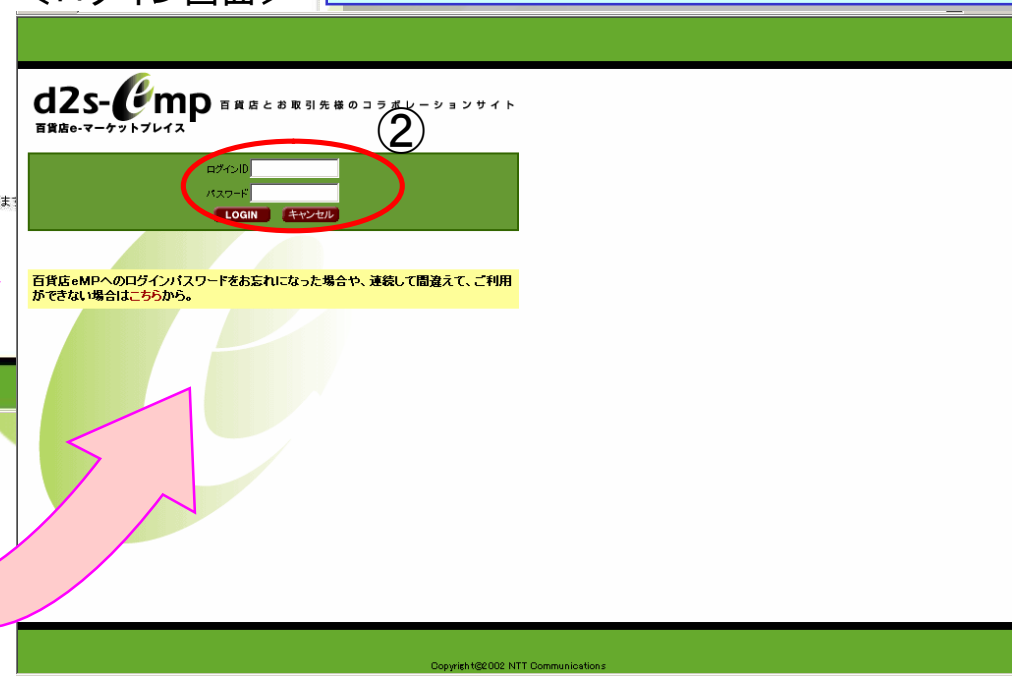 d2s-emp 百貨店とお取引先様のコラボレーションサイト
百貨店e-マーケットプレイス
②
ログインID
パスワード
LOGIN キャンセル
百貨店eMPへのログインパスワードをお忘れになった場合や、連続して間違えて、ご利用
ができない場合はこちらから。
ます
Copyright©2002 NTT Communications